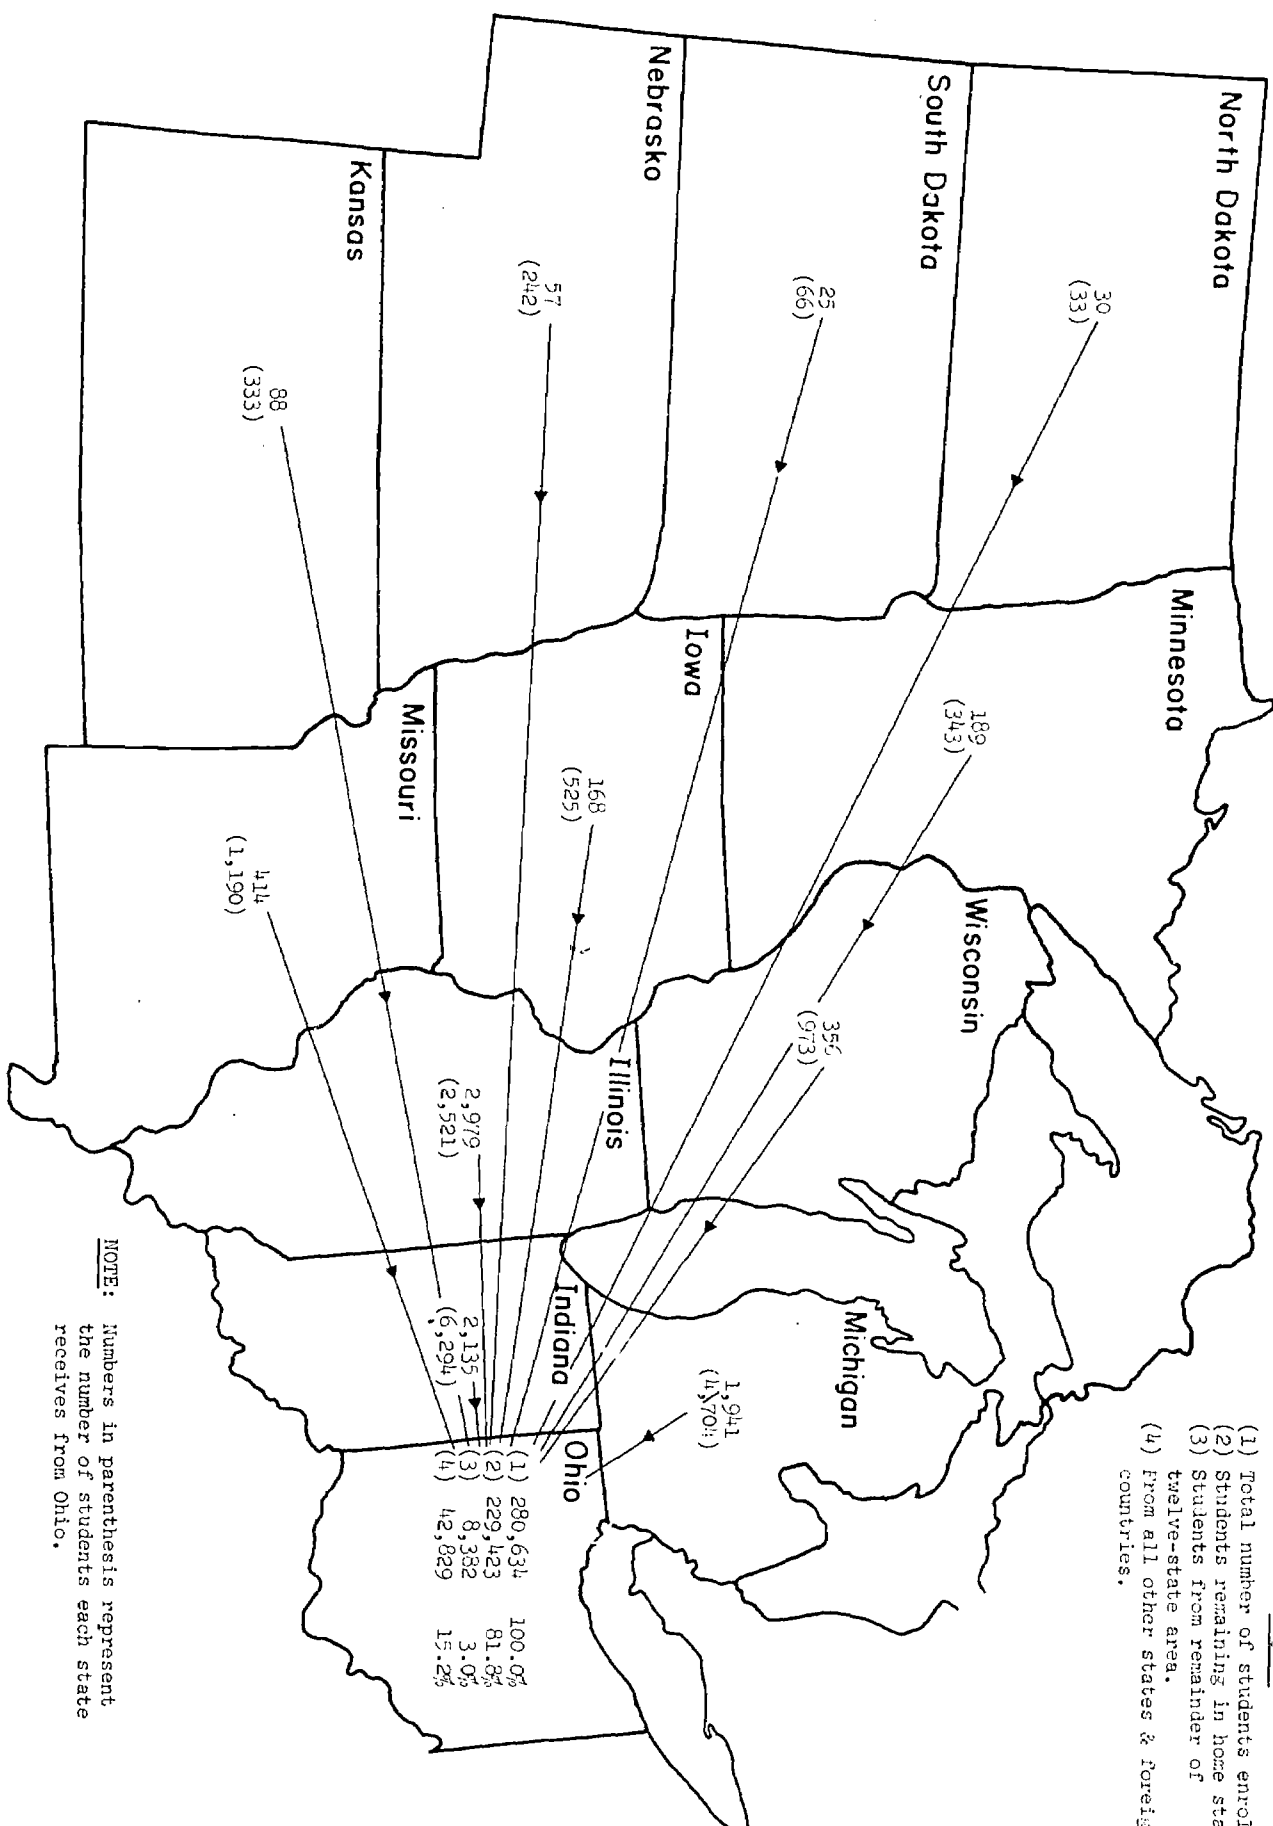 (1) Total number of students
(2) Students remaining in home
(3) Students from remainder of
twelve-state area.
(4) From all other states &
countries.
North Dakota
30
(33)
Minnesota
189
(343)
South Dakota
25
(66)
Wisconsin
356
(973)
Michigan
1,941
(4,704)
Nebraska
57
(242)
Iowa
168
(525)
Illinois
2,979
(2,521)
Indiana
2,135
(6,294)
Ohio
(1) 280,634 100.0%
(2) 229,423 81.8%
(3) 8,382 3.0%
(4) 42,829 15.2%
Kansas
88
(333)
Missouri
414
(1,190)
NOTE: Numbers in parenthesis represent
the number of students each state
receives from Ohio.